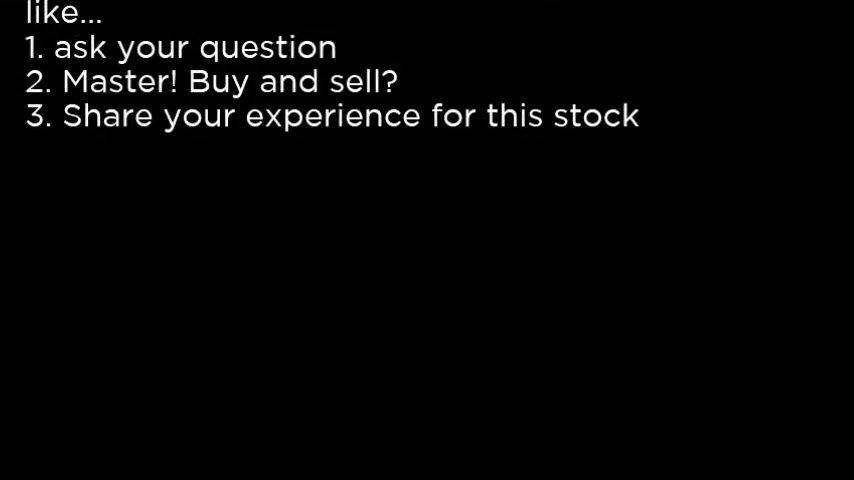 like...
1. ask your question
2. Master! Buy and sell?
3. Share your experience for this stock